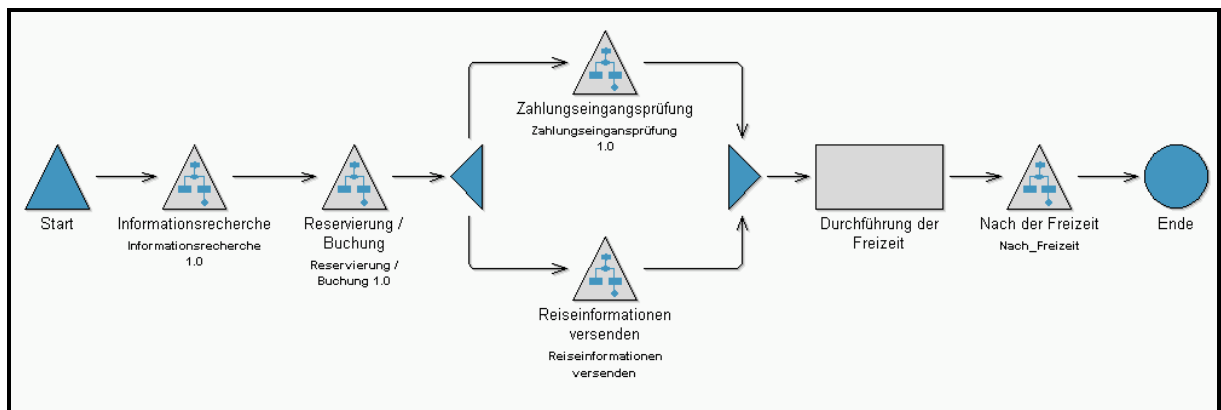 Zahlungseingangsprüfung
Zahlungseingansprüfung
1.0
Start
Informationsrecherche
Informationsrecherche
1.0
Reservierung /
Buchung
Reservierung /
Buchung 1.0
Durchführung der
Freizeit
Nach der Freizeit
Nach_Freizeit
Ende
Reiseinformationen
versenden
Reiseinformationen
versenden